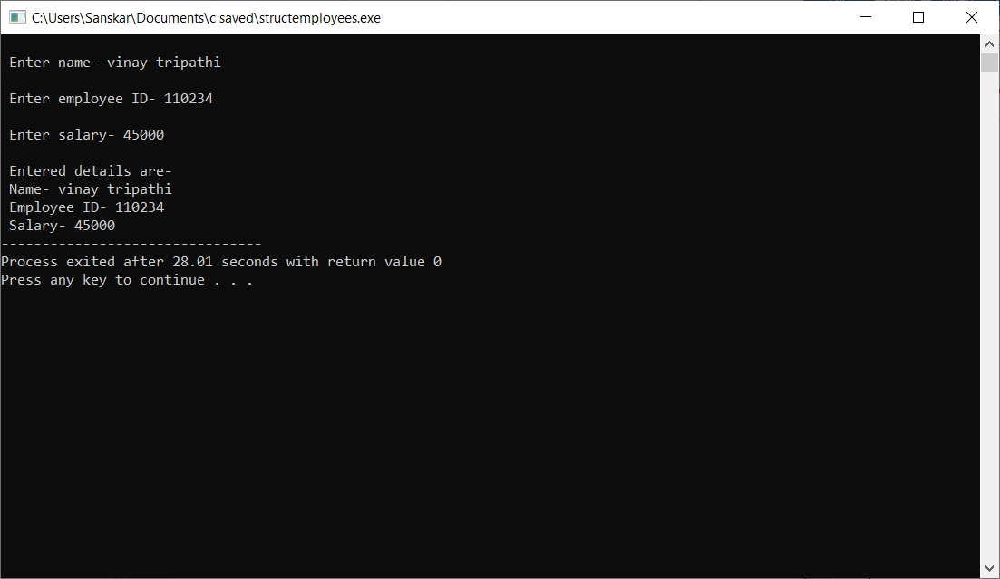 C:\Users\Sanskar\Documents\c saved\structemployees.exe
Enter name- vinay tripathi
Enter employee ID- 110234
Enter salary- 45000
Entered details are-
Name- vinay tripathi
Employee ID- 110234
Salary- 45000
--------------------------------
Process exited after 28.01 seconds with return value 0
Press any key to continue . . .